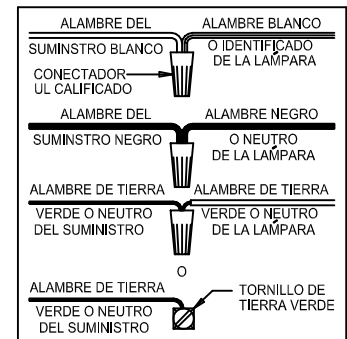 ALAMBRE DEL ALAMBRE BLANCO
SUMINSTRO BLANCO O IDENTIFICADO
DE LA LAMPARA
CONECTADOR
UL CALIFICADO
ALAMBRE DEL ALAMBRE NEGRO
SUMINSTRO NEGRO O NEUTRO
DE LA LAMPARA
ALAMBRE DE TIERRA ALAMBRE DE TIERRA
VERDE O NEUTRO VERDE O NEUTRO
DEL SUMINISTRO DE LA LAMPARA
O
ALAMBRE DE TIERRA TORNILLO DE
VERDE O NEUTRO TIERRA VERDE
DEL SUMINISTRO